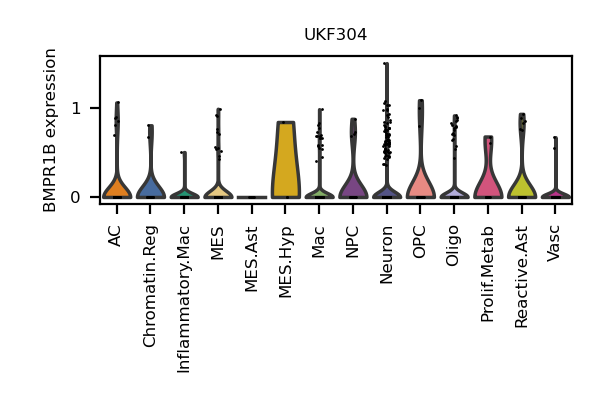 UKF304
BMPR1B expression
1
0
AC
Chromatin.Reg
Inflammatory.Mac
MES
MES.Ast
MES.Hyp
Mac
NPC
Neuron
OPC
Oligo
Prolif.Metab
Reactive.Ast
Vasc